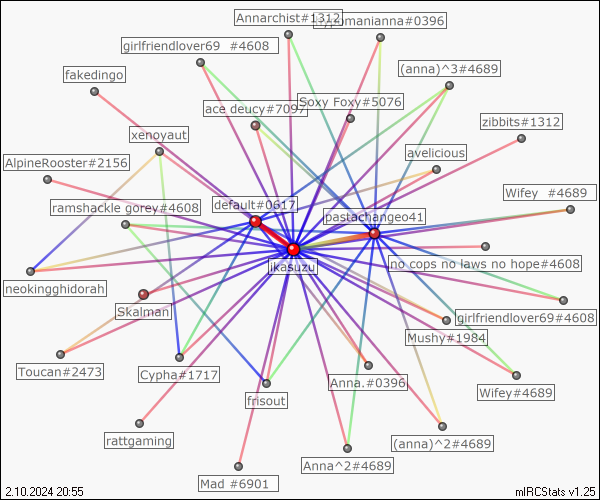 Annarchist#1312
hypomanianna#0396
girlfriendlover69 #4608
(anna)^3#4689
fakedingo
ace deucy#7097
Soxy Foxy#5076
zibbits#1312
xenoyaut
avelicious
AlpineRooster#2156
Wifey #4689
ramshackle gorey#4608
default#0617
pastachangeo41
ikasuzu
no cops no laws no hope#4608
neokingghidorah
Skalman
girlfriendlover69#4608
Mushy#1984
Toucan#2473
Cypha#1717
Anna.#0396
Wifey#4689
frisout
rattgaming
(anna)^2#4689
Anna^2#4689
Mad #6901
2.10.2024 20:55
mIRCStats v1.25